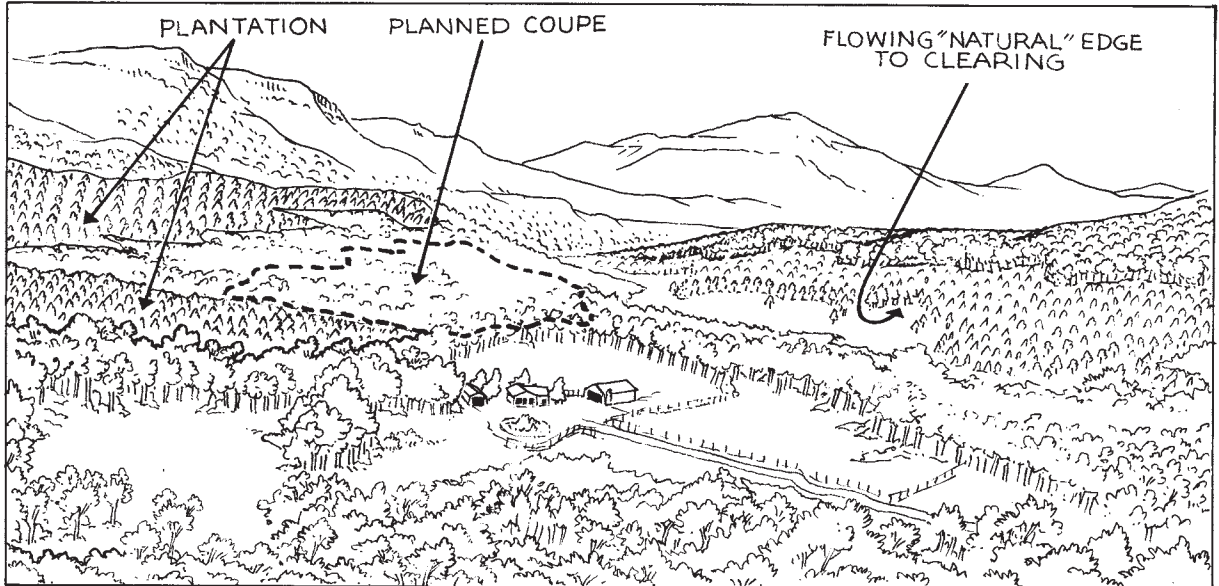 PLANTATION
PLANNED COUPE
FLOWING "NATURAL" EDGE
TO CLEARING